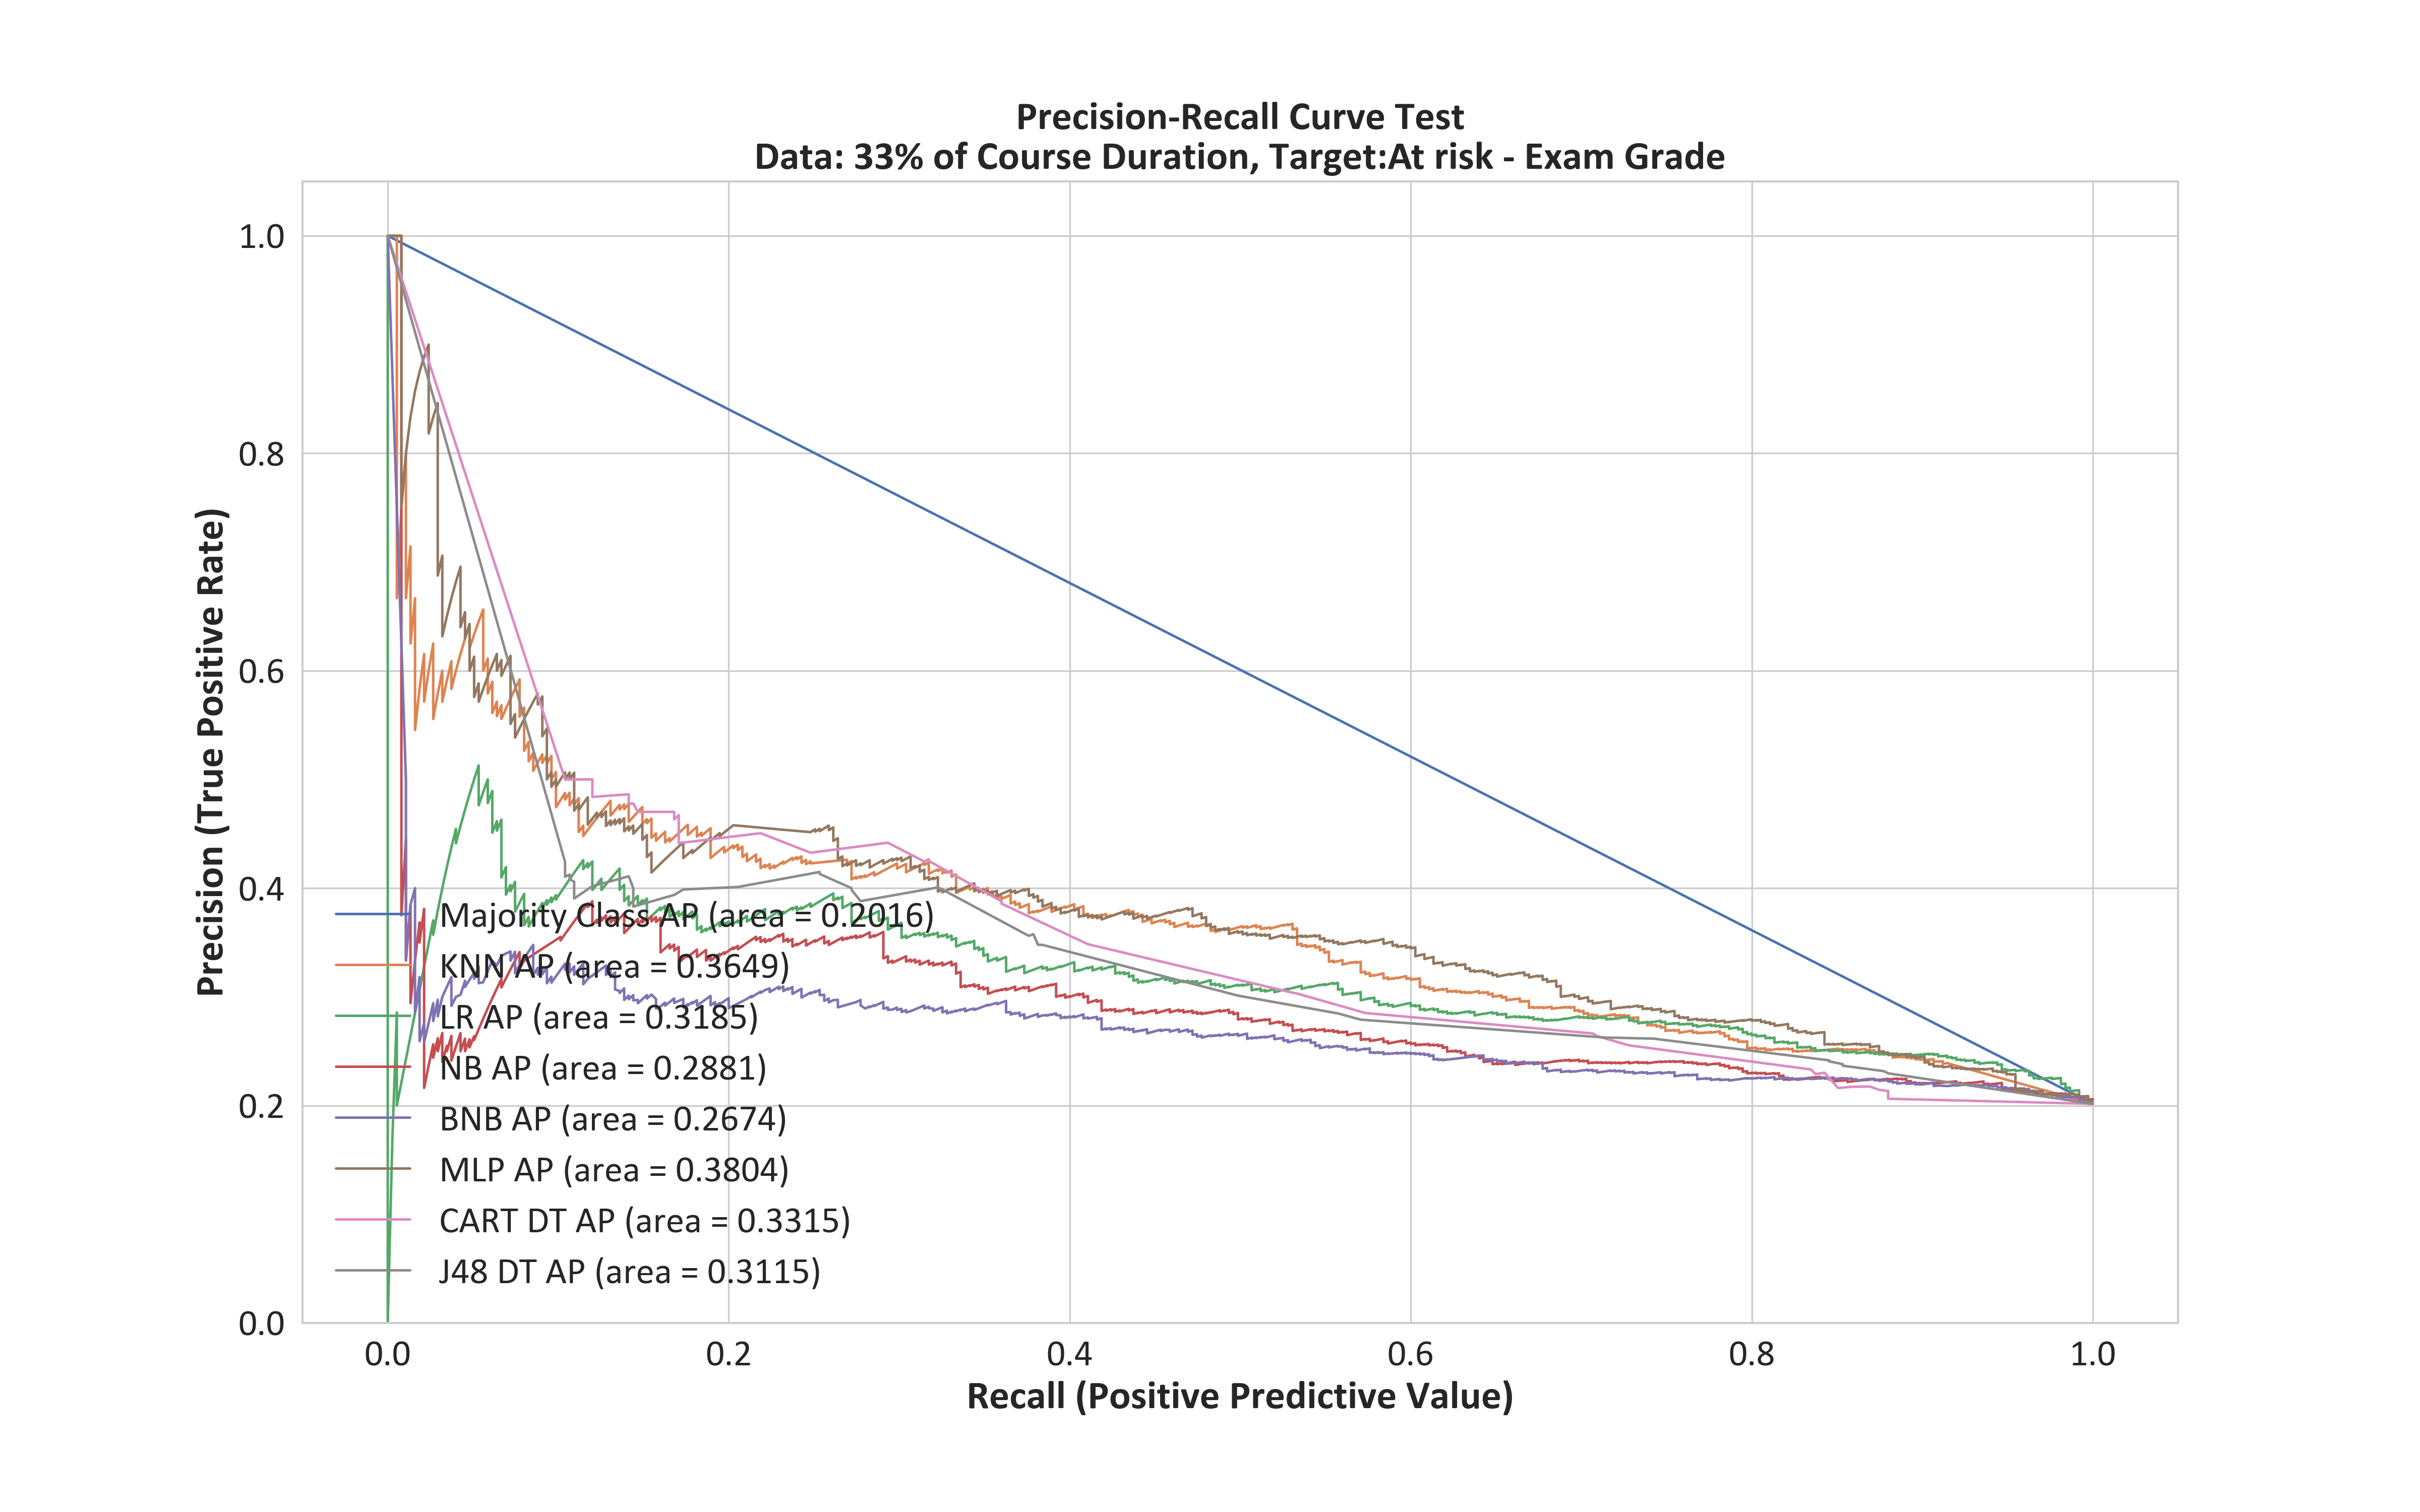 Precision-Recall Curve Test
Data: 33% of Course Duration, Target:At risk - Exam Grade
Precision (True Positive Rate)
1.0
0.8
0.6
0.4
0.2
0.0
Majority Class AP (area = 0.2016)
KNN AP (area = 0.3649)
LR AP (area = 0.3185)
NB AP (area = 0.2881)
BNB AP (area = 0.2674)
MLP AP (area = 0.3804)
CART DT AP (area = 0.3315)
J48 DT AP (area = 0.3115)
0.0 0.2 0.4 0.6 0.8 1.0
Recall (Positive Predictive Value)